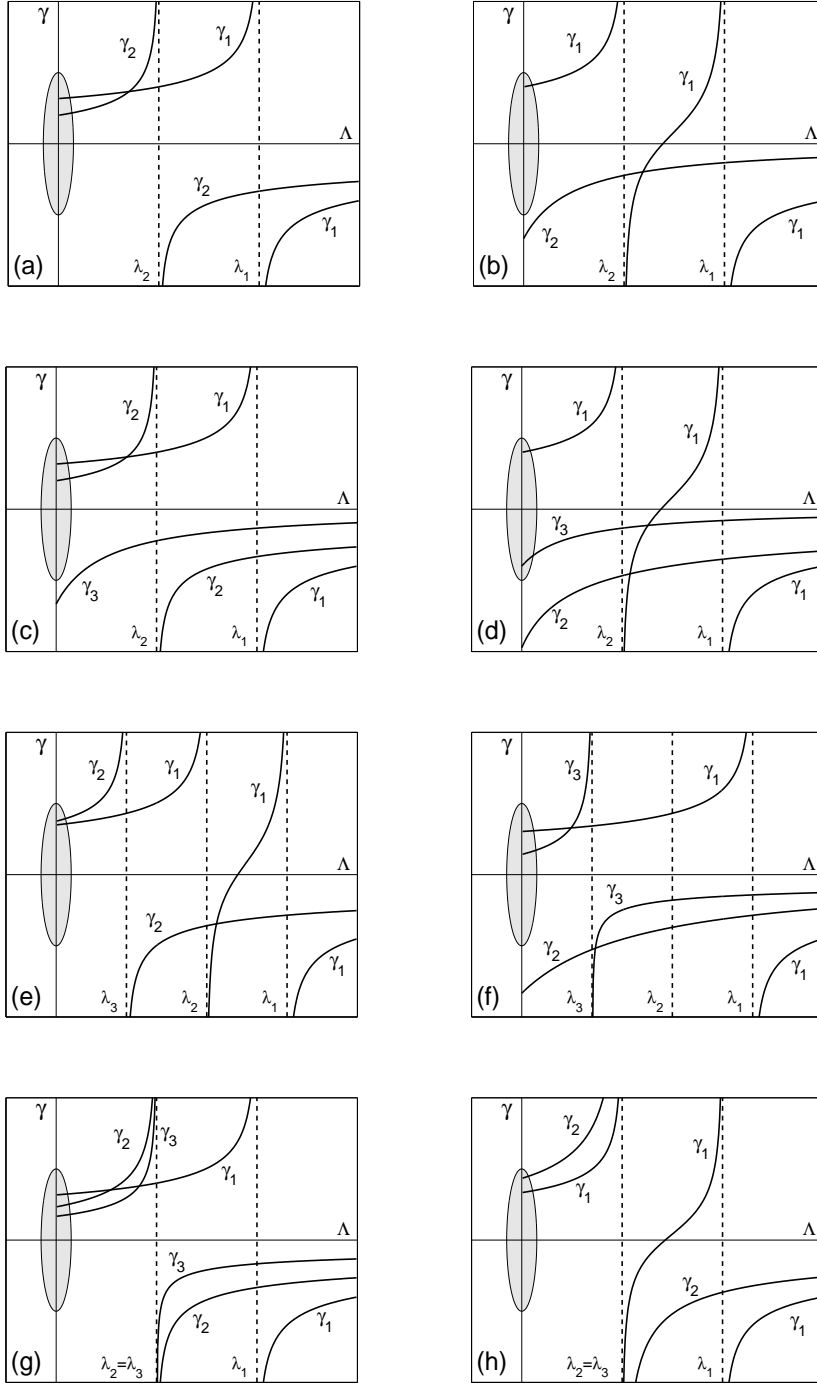 γ
γ₂
γ₁
Λ
γ₂
γ₁
(a)
λ₂
λ₁
γ
γ₁
γ₁
Λ
γ₂
γ₁
(b)
λ₂
λ₁
γ
γ₂
γ₁
Λ
γ₃
γ₂
γ₁
(c)
λ₂
λ₁
γ
γ₁
γ₁
Λ
γ₃
γ₂
γ₁
(d)
λ₂
λ₁
γ
γ₂
γ₁
γ₁
Λ
γ₂
γ₁
(e)
λ₃
λ₂
λ₁
γ
γ₃
γ₁
Λ
γ₃
γ₂
γ₁
(f)
λ₃
λ₂
λ₁
γ
γ₂
γ₃
γ₁
Λ
γ₃
γ₂
γ₁
(g)
λ₂=λ₃
λ₁
γ
γ₂
γ₁
γ₁
Λ
γ₂
γ₁
(h)
λ₂=λ₃
λ₁